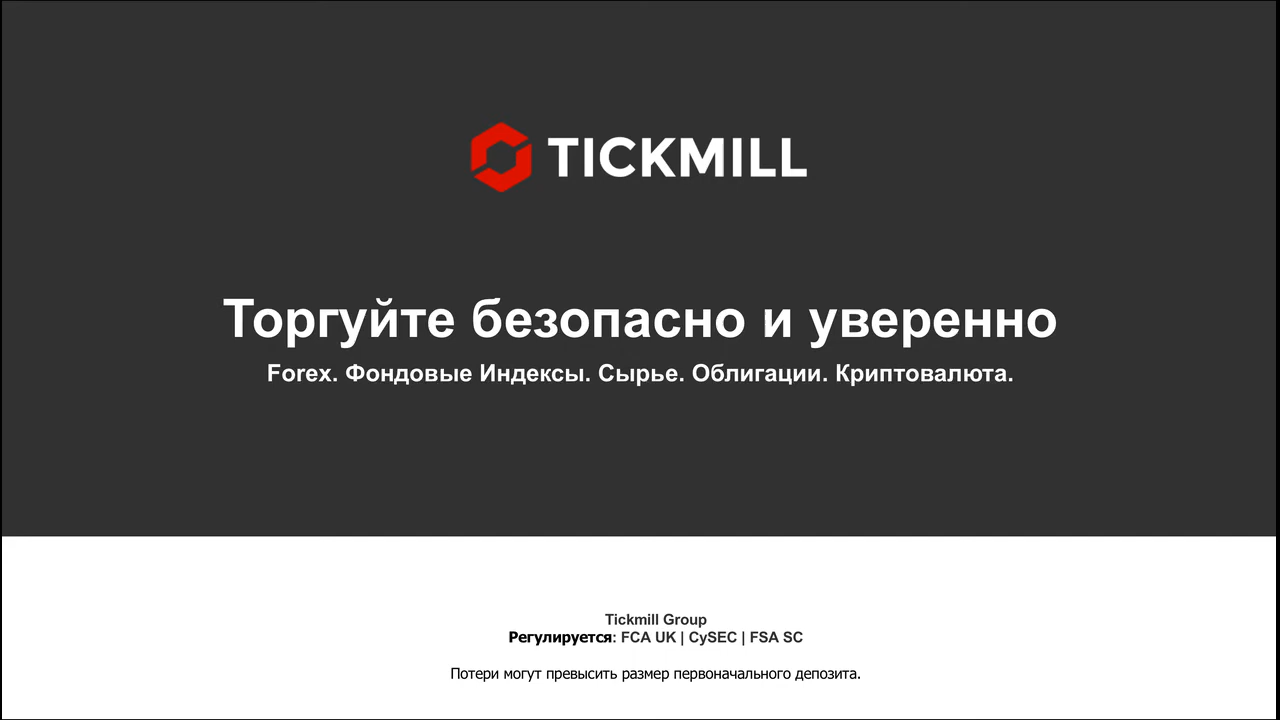 TICKMILL
Торгуйте безопасно и уверенно
Forex. Фондовые Индексы. Сырье. Облигации. Криптовалюта.
Tickmill Group
Регулируется: FCA UK | CySEC | FSA SC
Потери могут превысить размер первоначального депозита.